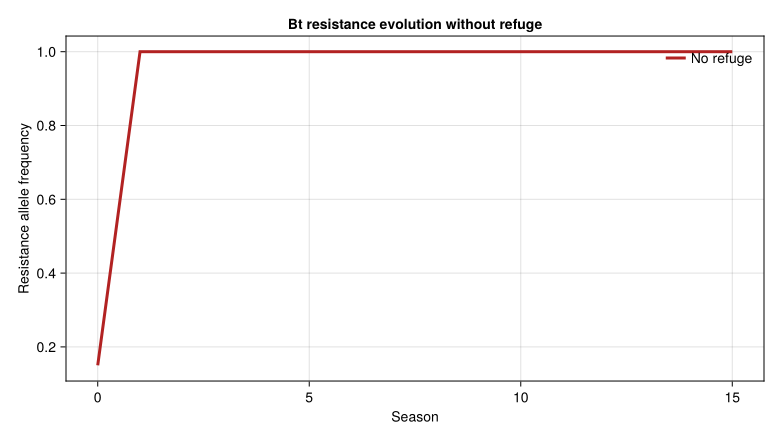 Bt resistance evolution without refuge
1.0
0.8
0.6
0.4
0.2
Resistance allele frequency
No refuge
0
5
10
15
Season